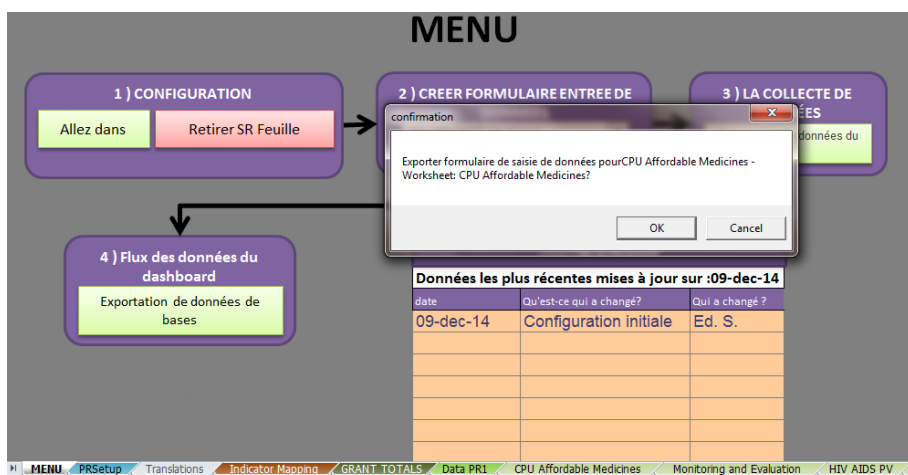 MENU
1 ) CONFIGURATION
Allez dans
Retirer SR Feuille
2 ) CREER FORMULAIRE ENTREE DE
3 ) LA COLLECTE DE
ÉES
données du
confirmation
Exporter formulaire de saisie de données pourCPU Affordable Medicines -
Worksheet: CPU Affordable Medicines?
OK
Cancel
4 ) Flux des données du
dashboard
Exportation de données de
bases
Données les plus récentes mises à jour sur :09-dec-14
date
Qu'est-ce qui a changé?
Qui a changé ?
09-dec-14
Configuration initiale
Ed. S.
MENU
PRSetup
Translations
Indicator Mapping
GRANT TOTALS
Data PR1
CPU Affordable Medicines
Monitoring and Evaluation
HIV AIDS PV